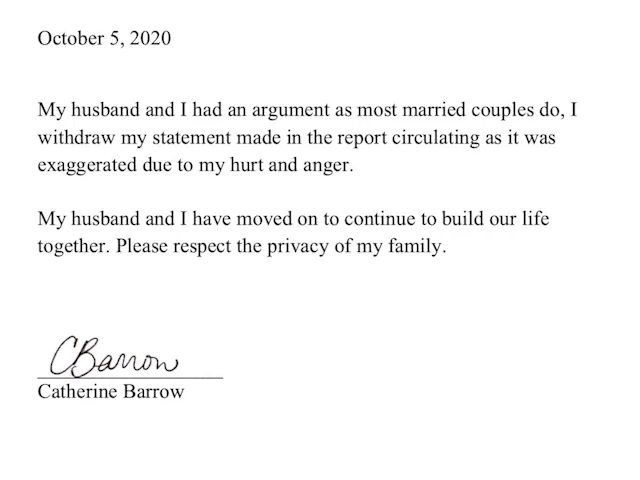 October 5, 2020
My husband and I had an argument as most married couples do, I
withdraw my statement made in the report circulating as it was
exaggerated due to my hurt and anger.
My husband and I have moved on to continue to build our life
together. Please respect the privacy of my family.
CBarrow
Catherine Barrow